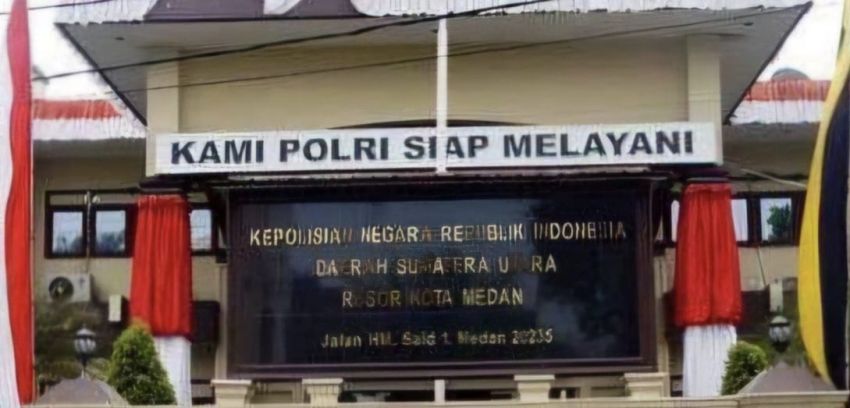 KAMI POLRI SIAP MELAYANI
KEPOLISIAN NEGARA REPUBLIK INDONESIA
DAERAH SUMATERA UTARA
RESOR KOTA MEDAN
Jalan HM. Said 1 Medan 20235